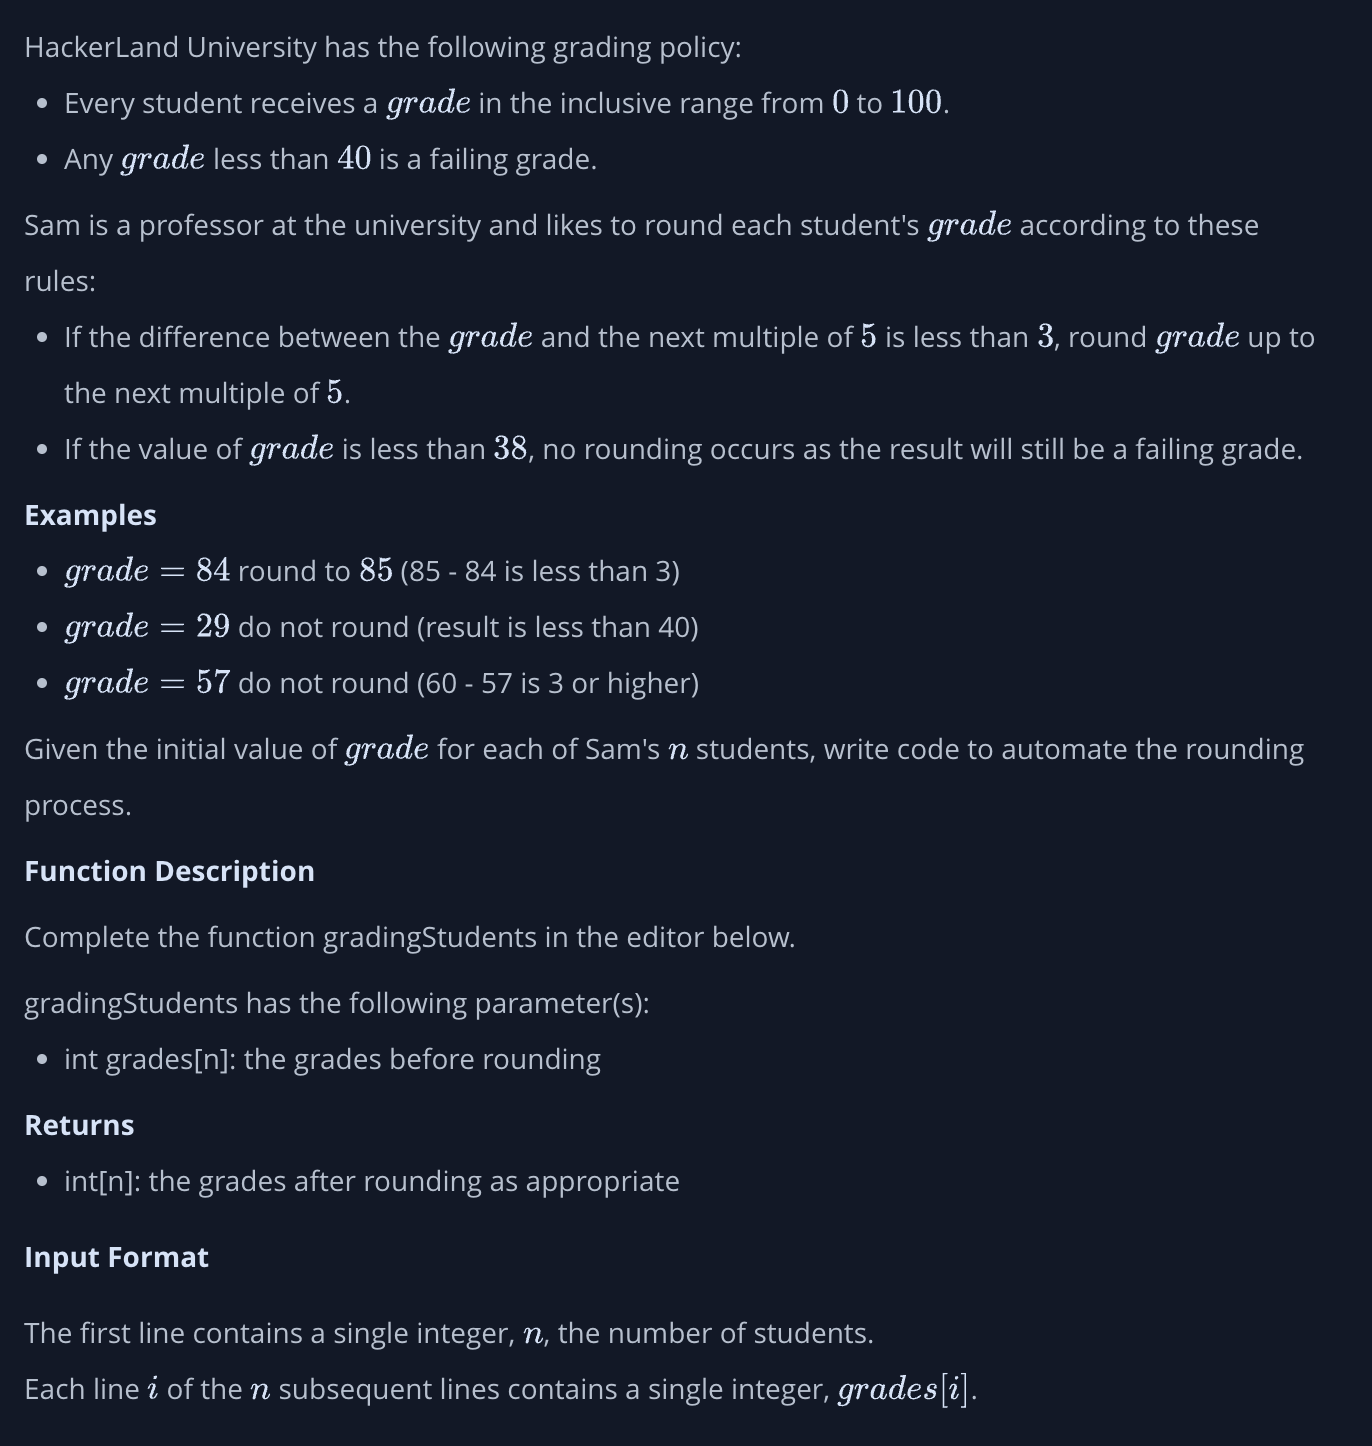 HackerLand University has the following grading policy:
• Every student receives a grade in the inclusive range from 0 to 100.
• Any grade less than 40 is a failing grade.
Sam is a professor at the university and likes to round each student's grade according to these
rules:
• If the difference between the grade and the next multiple of 5 is less than 3, round grade up to
the next multiple of 5.
• If the value of grade is less than 38, no rounding occurs as the result will still be a failing grade.
Examples
• grade = 84 round to 85 (85 - 84 is less than 3)
• grade = 29 do not round (result is less than 40)
• grade = 57 do not round (60 - 57 is 3 or higher)
Given the initial value of grade for each of Sam's n students, write code to automate the rounding
process.
Function Description
Complete the function gradingStudents in the editor below.
gradingStudents has the following parameter(s):
• int grades[n]: the grades before rounding
Returns
• int[n]: the grades after rounding as appropriate
Input Format
The first line contains a single integer, n, the number of students.
Each line i of the n subsequent lines contains a single integer, grades[i].